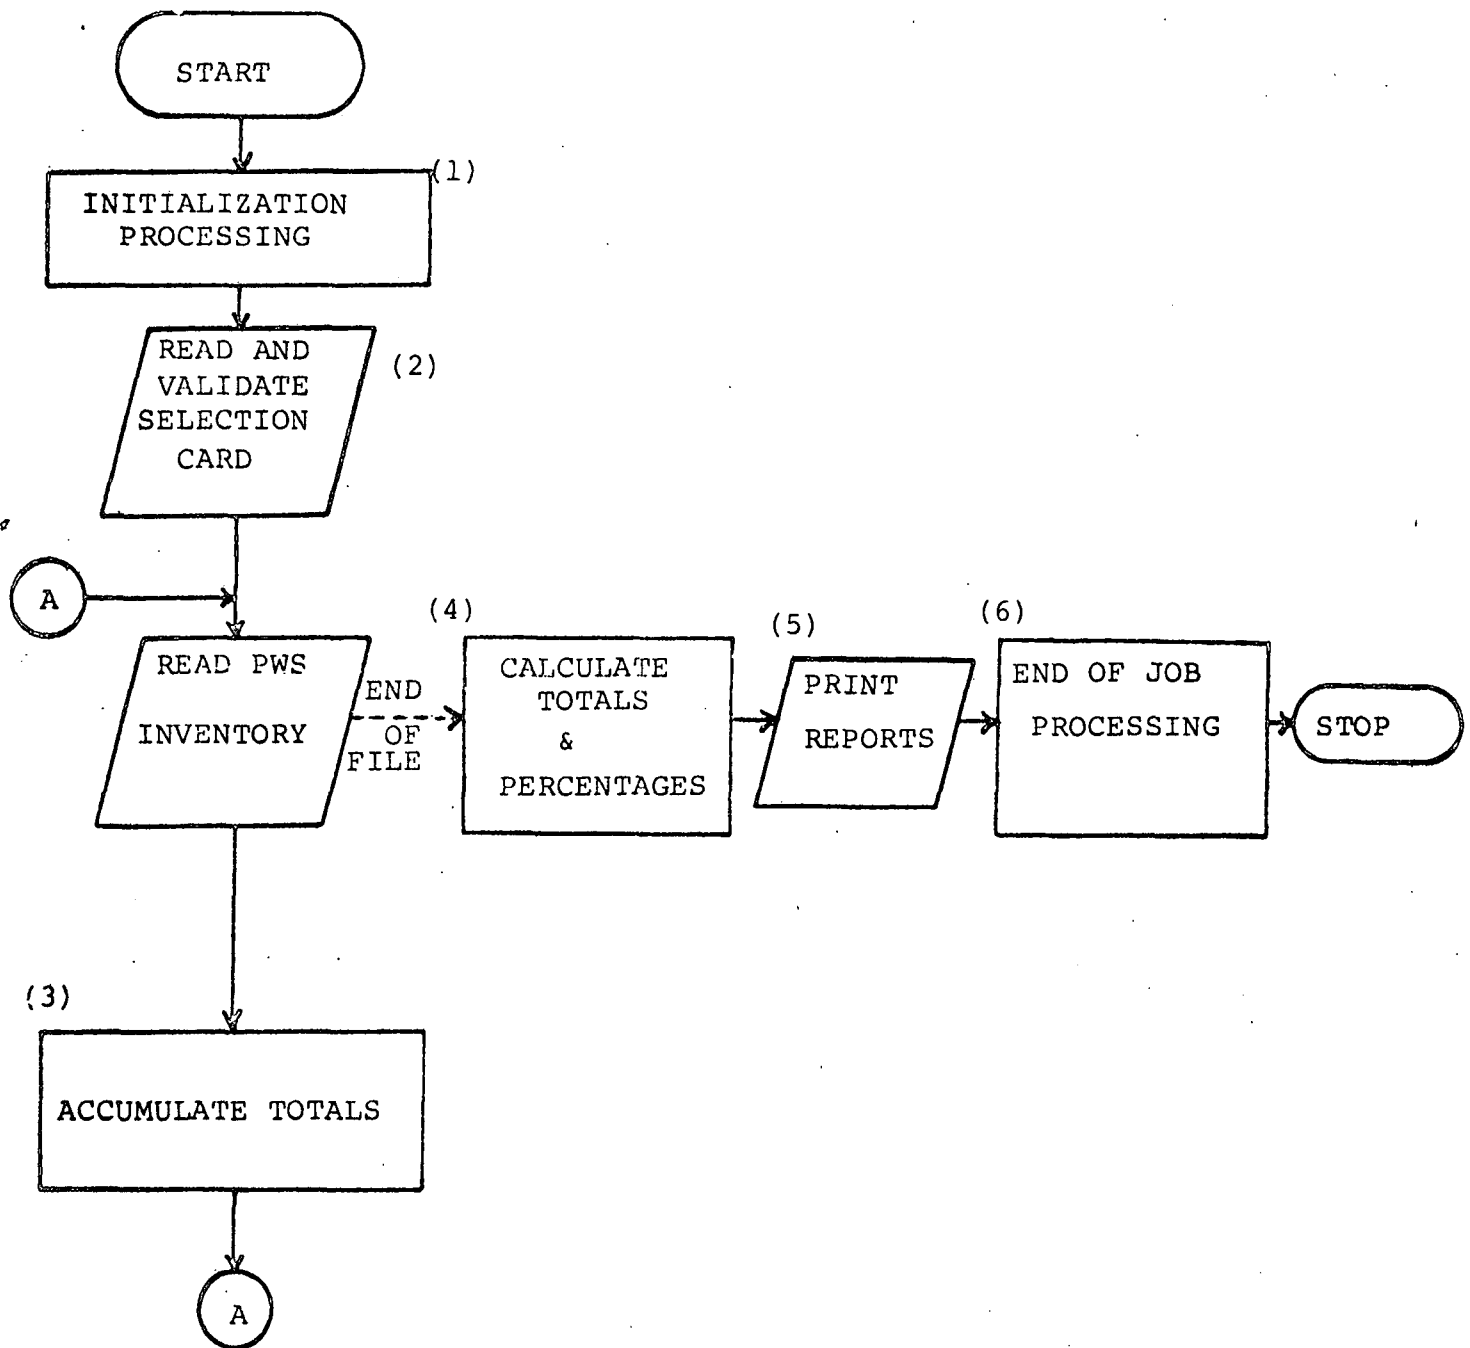 START
(1)
INITIALIZATION
PROCESSING
(2)
READ AND
VALIDATE
SELECTION
CARD
A
READ PWS
INVENTORY
END
OF
FILE
(4)
CALCULATE
TOTALS
&
PERCENTAGES
(5)
PRINT
REPORTS
(6)
END OF JOB
PROCESSING
STOP
(3)
ACCUMULATE TOTALS
A